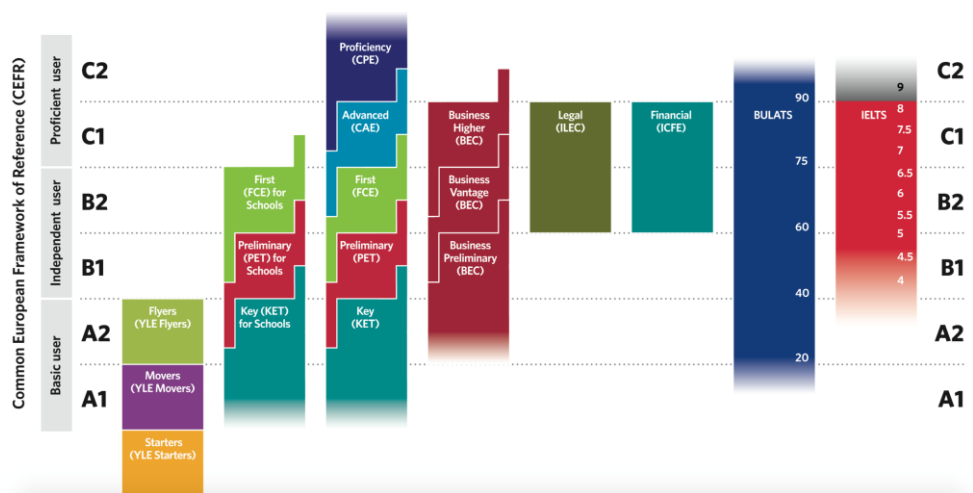 Common European Framework of Reference (CEFR)
Proficient user
Independent user
Basic user
C2
C1
B2
B1
A2
A1
Flyers
(YLE Flyers)
Movers
(YLE Movers)
Starters
(YLE Starters)
First
(FCE) for
Schools
Preliminary
(PET) for
Schools
Key (KET)
for Schools
Proficiency
(CPE)
Advanced
(CAE)
First
(FCE)
Preliminary
(PET)
Key
(KET)
Business
Higher
(BEC)
Business
Vantage
(BEC)
Business
Preliminary
(BEC)
Legal
(ILEC)
Financial
(ICFE)
90
BULATS
75
60
40
20
9
8
IELTS
7.5
7
6.5
6
5.5
5
4.5
4
C2
C1
B2
B1
A2
A1